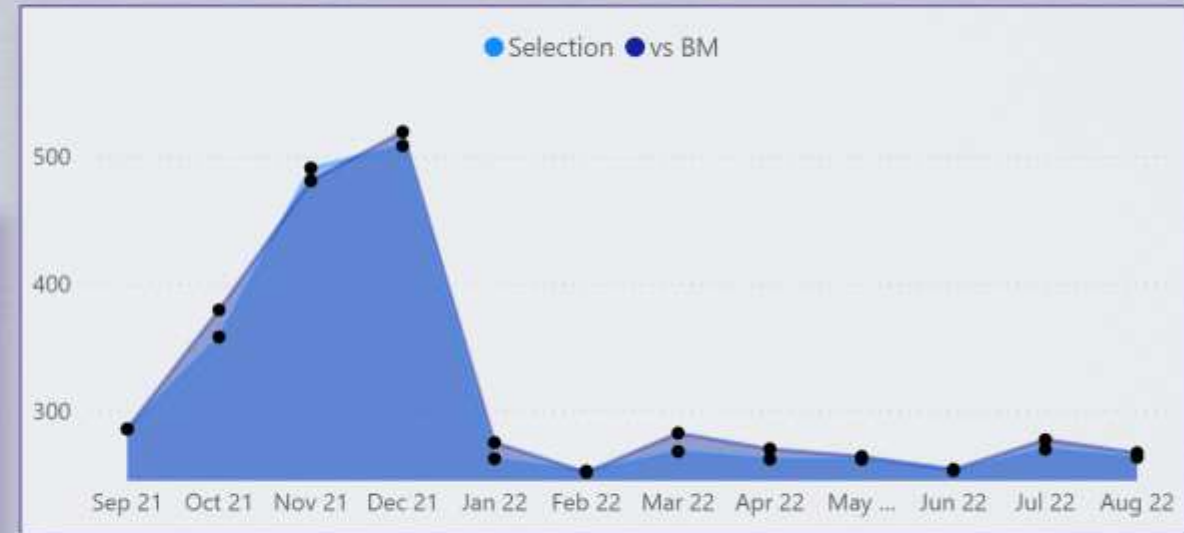 Selection vs BM
500
400
300
Sep 21 Oct 21 Nov 21 Dec 21 Jan 22 Feb 22 Mar 22 Apr 22 May ... Jun 22 Jul 22 Aug 22